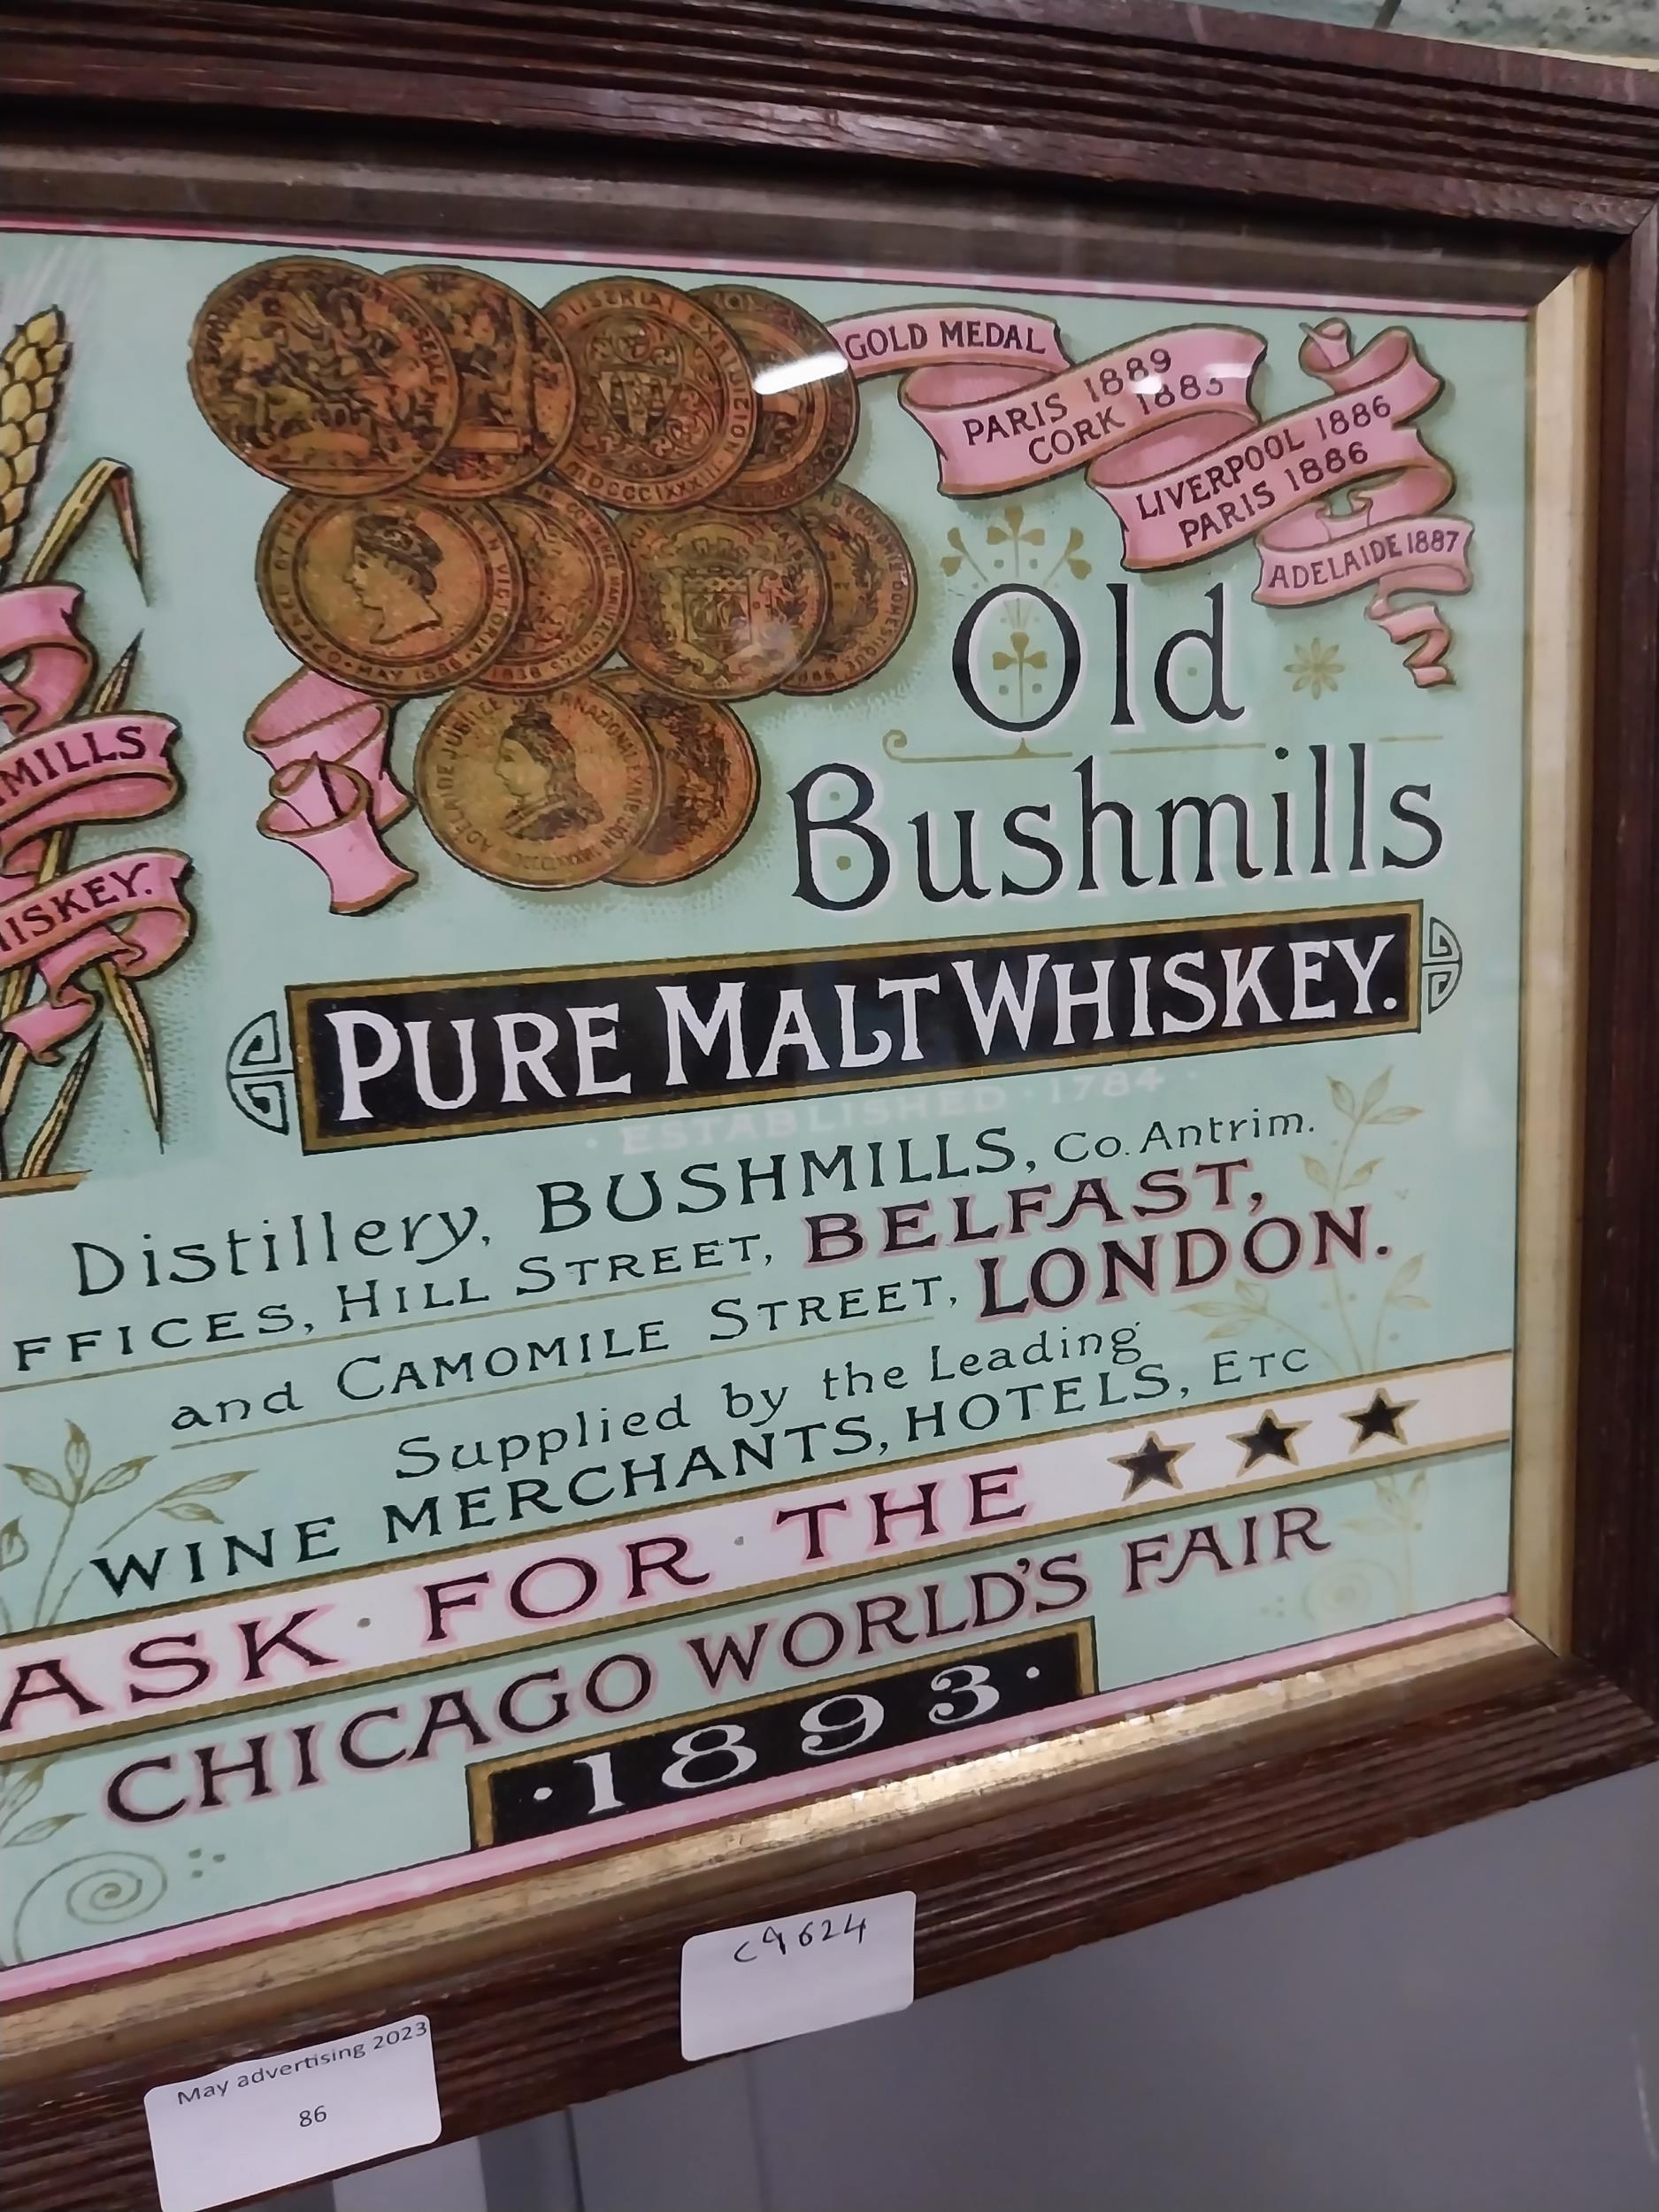 GOLD MEDAL
PARIS 1889
CORK 1883
LIVERPOOL 1886
PARIS 1886
ADELAIDE 1887
MILLS
ISKEY.
Old
Bushmills
PURE MALT WHISKEY.
· ESTABLISHED · 1784 ·
Distillery, BUSHMILLS, Co. Antrim.
FFICES, HILL STREET, BELFAST,
and CAMOMILE STREET, LONDON.
Supplied by the Leading
WINE MERCHANTS, HOTELS, ETC
ASK · FOR · THE ★ ★ ★
CHICAGO WORLD'S FAIR
· 1893 ·
C9624
May advertising 2023
86